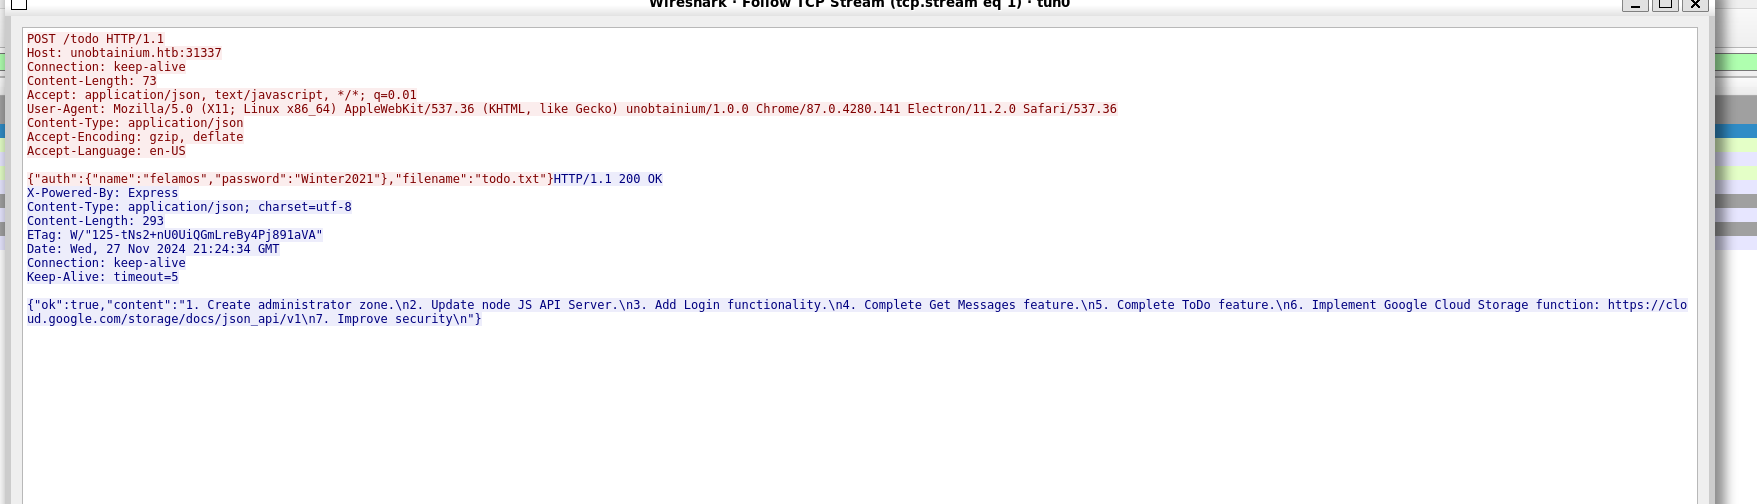 Wireshark · Follow TCP Stream (tcp.stream eq 1) · tun0
POST /todo HTTP/1.1
Host: unobtainium.htb:31337
Connection: keep-alive
Content-Length: 73
Accept: application/json, text/javascript, */*; q=0.01
User-Agent: Mozilla/5.0 (X11; Linux x86_64) AppleWebKit/537.36 (KHTML, like Gecko) unobtainium/1.0.0 Chrome/87.0.4280.141 Electron/11.2.0 Safari/537.36
Content-Type: application/json
Accept-Encoding: gzip, deflate
Accept-Language: en-US
{"auth":{"name":"felamos","password":"Winter2021"},"filename":"todo.txt"}HTTP/1.1 200 OK
X-Powered-By: Express
Content-Type: application/json; charset=utf-8
Content-Length: 293
ETag: W/"125-tNs2+nU0UiQGmLreBy4Pj891aVA"
Date: Wed, 27 Nov 2024 21:24:34 GMT
Connection: keep-alive
Keep-Alive: timeout=5
{"ok":true,"content":"1. Create administrator zone.\n2. Update node JS API Server.\n3. Add Login functionality.\n4. Complete Get Messages feature.\n5. Complete ToDo feature.\n6. Implement Google Cloud Storage function: https://clo
ud.google.com/storage/docs/json_api/v1\n7. Improve security\n"}